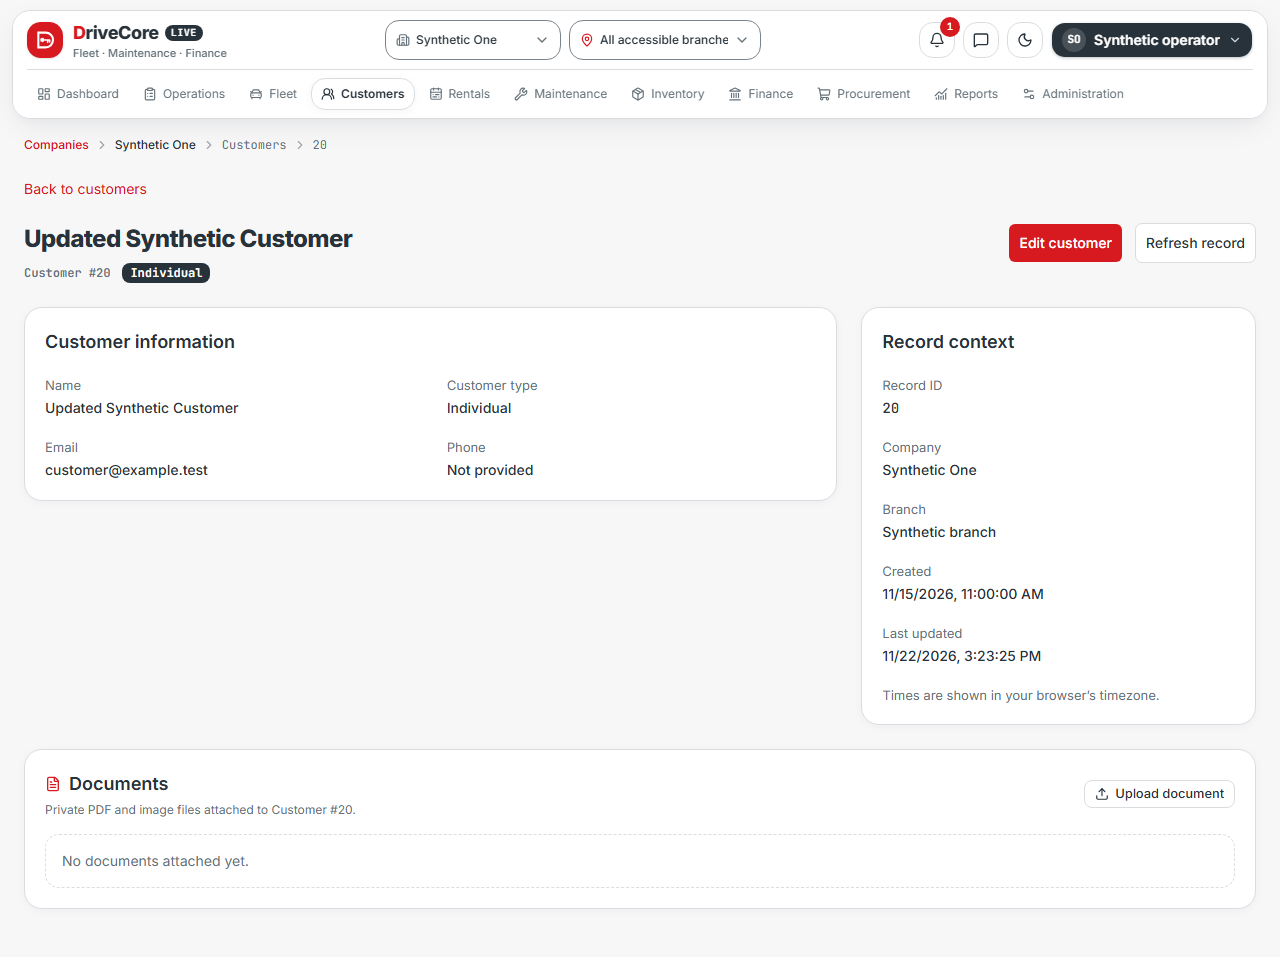 DriveCore LIVE
Fleet · Maintenance · Finance
Synthetic One
All accessible branche
1
SO Synthetic operator
Dashboard Operations Fleet Customers Rentals Maintenance Inventory Finance Procurement Reports Administration
Companies > Synthetic One > Customers > 20
Back to customers
Updated Synthetic Customer
Customer #20 Individual
Edit customer
Refresh record
Customer information
Name
Updated Synthetic Customer
Customer type
Individual
Email
customer@example.test
Phone
Not provided
Record context
Record ID
20
Company
Synthetic One
Branch
Synthetic branch
Created
11/15/2026, 11:00:00 AM
Last updated
11/22/2026, 3:23:25 PM
Times are shown in your browser’s timezone.
Documents
Private PDF and image files attached to Customer #20.
Upload document
No documents attached yet.